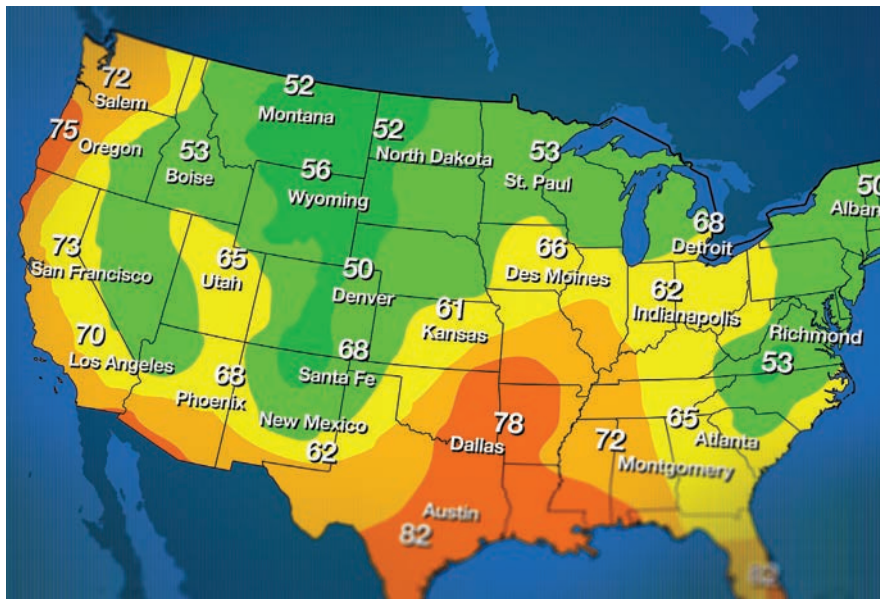 72
Salem
52
Montana
75
Oregon
53
Boise
52
North Dakota
53
St. Paul
56
Wyoming
50
Alban
68
Detroit
73
San Francisco
65
Utah
50
Denver
66
Des Moines
61
Kansas
62
Indianapolis
Richmond
53
70
Los Angeles
68
Phoenix
68
Santa Fe
New Mexico
62
78
Dallas
72
Montgomery
65
Atlanta
Austin
82